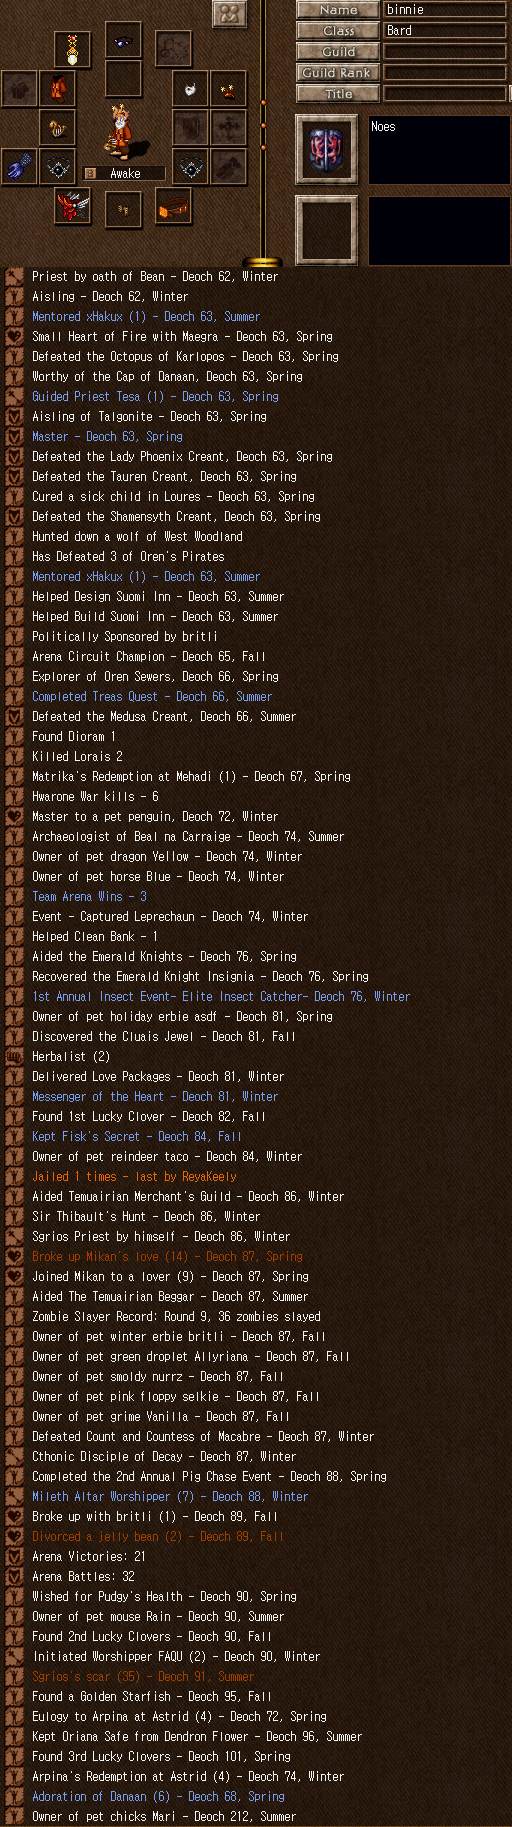 Name binnie
Class Bard
Guild
Guild Rank
Title
Noes
Awake
Priest by oath of Bean - Deoch 62, Winter
Aisling - Deoch 62, Winter
Mentored xHakux (1) - Deoch 63, Summer
Small Heart of Fire with Maegra - Deoch 63, Spring
Defeated the Octopus of Karlopos - Deoch 63, Spring
Worthy of the Cap of Danaan, Deoch 63, Spring
Guided Priest Tesa (1) - Deoch 63, Spring
Aisling of Talgonite - Deoch 63, Spring
Master - Deoch 63, Spring
Defeated the Lady Phoenix Creant, Deoch 63, Spring
Defeated the Tauren Creant, Deoch 63, Spring
Cured a sick child in Loures - Deoch 63, Spring
Defeated the Shamensyth Creant, Deoch 63, Spring
Hunted down a wolf of West Woodland
Has Defeated 3 of Oren's Pirates
Mentored xHakux (1) - Deoch 63, Summer
Helped Design Suomi Inn - Deoch 63, Summer
Helped Build Suomi Inn - Deoch 63, Summer
Politically Sponsored by britli
Arena Circuit Champion - Deoch 65, Fall
Explorer of Oren Sewers, Deoch 66, Spring
Completed Treas Quest - Deoch 66, Summer
Defeated the Medusa Creant, Deoch 66, Summer
Found Dioram 1
Killed Lorais 2
Matrika's Redemption at Mehadi (1) - Deoch 67, Spring
Hwarone War kills - 6
Master to a pet penguin, Deoch 72, Winter
Archaeologist of Beal na Carraige - Deoch 74, Summer
Owner of pet dragon Yellow - Deoch 74, Winter
Owner of pet horse Blue - Deoch 74, Winter
Team Arena Wins - 3
Event - Captured Leprechaun - Deoch 74, Winter
Helped Clean Bank - 1
Aided the Emerald Knights - Deoch 76, Spring
Recovered the Emerald Knight Insignia - Deoch 76, Spring
1st Annual Insect Event- Elite Insect Catcher- Deoch 76, Winter
Owner of pet holiday erbie asdf - Deoch 81, Spring
Discovered the Cluais Jewel - Deoch 81, Fall
Herbalist (2)
Delivered Love Packages - Deoch 81, Winter
Messenger of the Heart - Deoch 81, Winter
Found 1st Lucky Clover - Deoch 82, Fall
Kept Fisk's Secret - Deoch 84, Fall
Owner of pet reindeer taco - Deoch 84, Winter
Jailed 1 times - last by ReyaKeely
Aided Temuairian Merchant's Guild - Deoch 86, Winter
Sir Thibault's Hunt - Deoch 86, Winter
Sgrios Priest by himself - Deoch 86, Winter
Broke up Mikan's love (14) - Deoch 87, Spring
Joined Mikan to a lover (9) - Deoch 87, Spring
Aided The Temuairian Beggar - Deoch 87, Summer
Zombie Slayer Record: Round 9, 36 zombies slayed
Owner of pet winter erbie britli - Deoch 87, Fall
Owner of pet green droplet Allyriana - Deoch 87, Fall
Owner of pet smoldy nurrz - Deoch 87, Fall
Owner of pet pink floppy selkie - Deoch 87, Fall
Owner of pet grime Vanilla - Deoch 87, Fall
Defeated Count and Countess of Macabre - Deoch 87, Winter
Cthonic Disciple of Decay - Deoch 87, Winter
Completed the 2nd Annual Pig Chase Event - Deoch 88, Spring
Mileth Altar Worshipper (7) - Deoch 88, Winter
Broke up with britli (1) - Deoch 89, Fall
Divorced a jelly bean (2) - Deoch 89, Fall
Arena Victories: 21
Arena Battles: 32
Wished for Pudgy's Health - Deoch 90, Spring
Owner of pet mouse Rain - Deoch 90, Summer
Found 2nd Lucky Clovers - Deoch 90, Fall
Initiated Worshipper FAQU (2) - Deoch 90, Winter
Sgrios's scar (35) - Deoch 91, Summer
Found a Golden Starfish - Deoch 95, Fall
Eulogy to Arpina at Astrid (4) - Deoch 72, Spring
Kept Oriana Safe from Dendron Flower - Deoch 96, Summer
Found 3rd Lucky Clovers - Deoch 101, Spring
Arpina's Redemption at Astrid (4) - Deoch 74, Winter
Adoration of Danaan (6) - Deoch 68, Spring
Owner of pet chicks Mari - Deoch 212, Summer